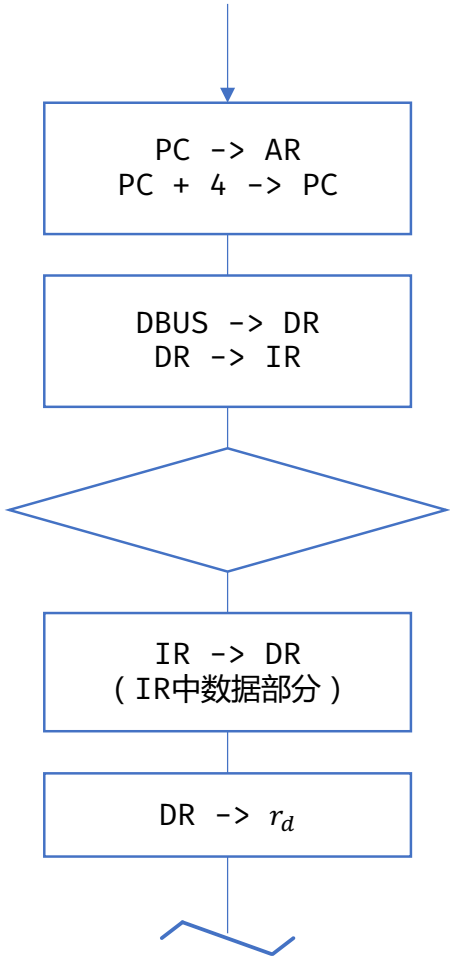 PC -> AR
PC + 4 -> PC
DBUS -> DR
DR -> IR
IR -> DR
(IR中数据部分)
DR -> r_d